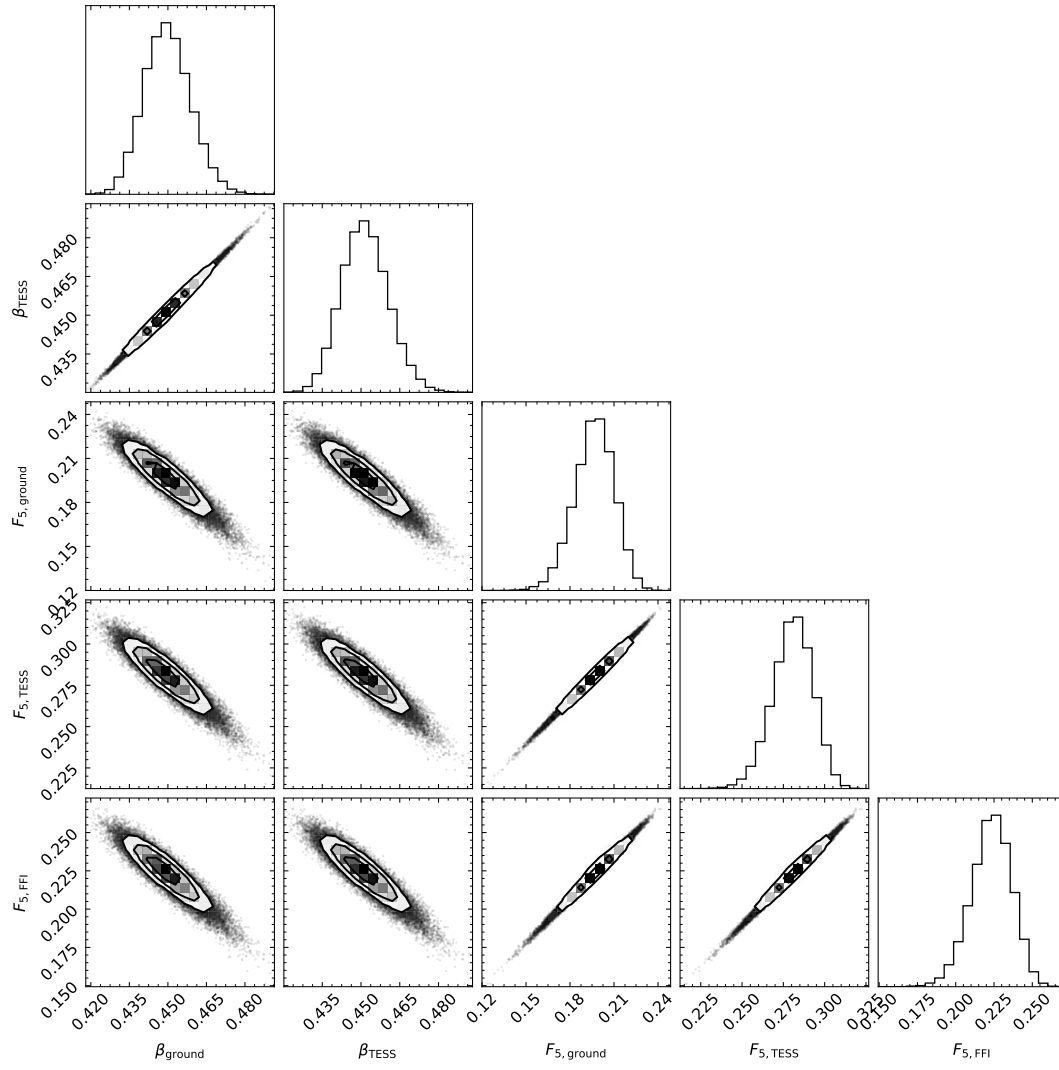 0.480
0.465
0.450
0.435
β_TESS
0.24
0.21
0.18
0.15
0.12
F_5, ground
0.325
0.300
0.275
0.250
0.225
F_5, TESS
0.250
0.225
0.200
0.175
0.150
F_5, FFI
0.420 0.435 0.450 0.465 0.480
0.435 0.450 0.465 0.480
0.12 0.15 0.18 0.21 0.24
0.225 0.250 0.275 0.300 0.325
0.150 0.175 0.200 0.225 0.250
β_ground β_TESS F_5, ground F_5, TESS F_5, FFI